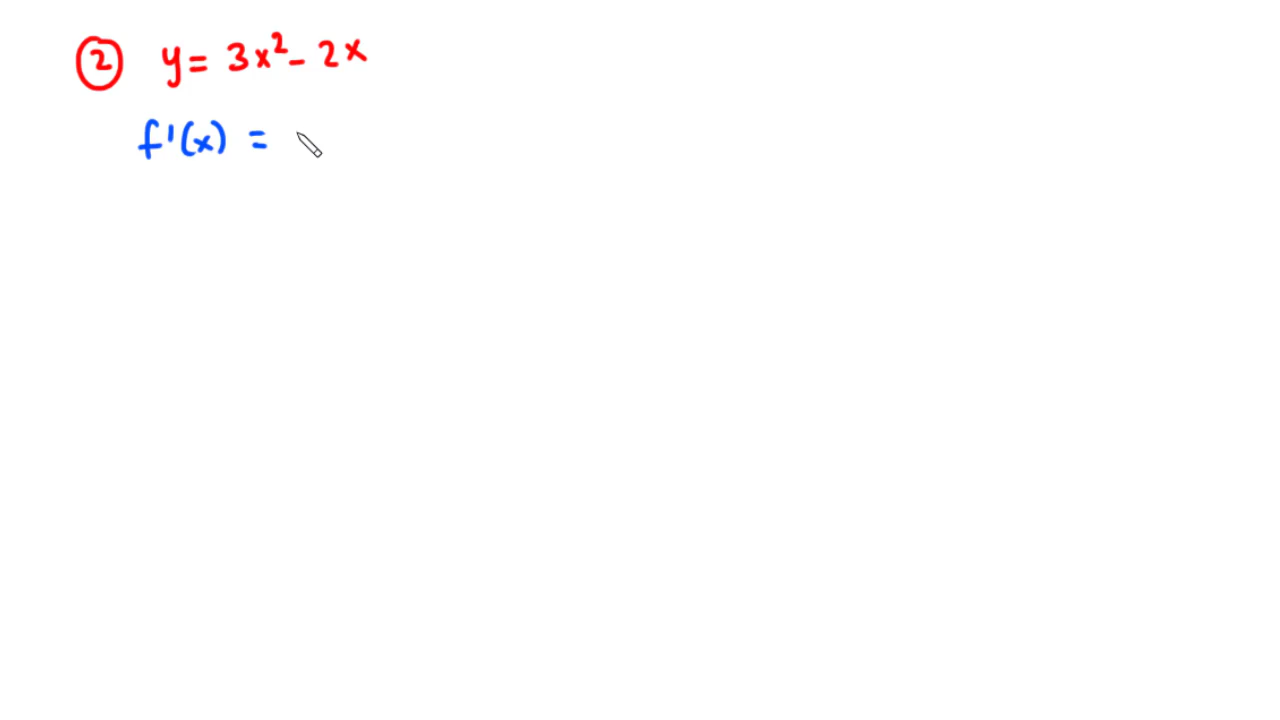 ② y = 3x² - 2x
f'(x) =